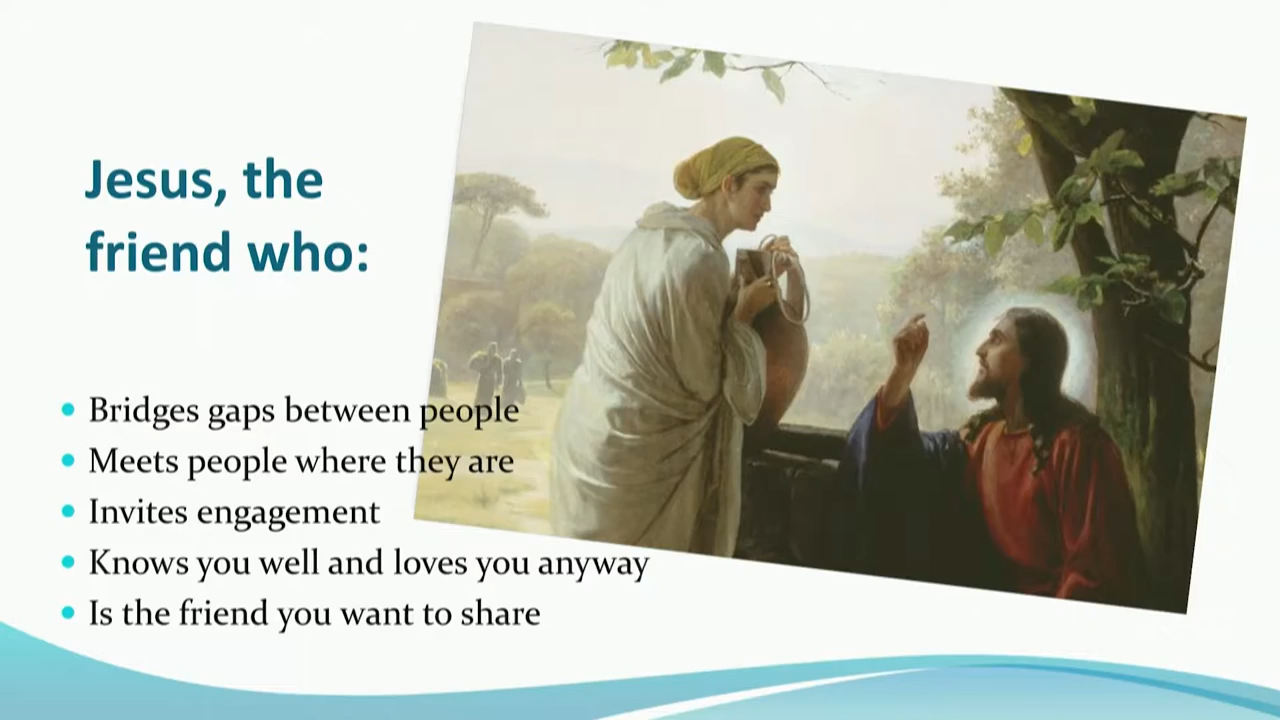 Jesus, the
friend who:
• Bridges gaps between people
• Meets people where they are
• Invites engagement
• Knows you well and loves you anyway
• Is the friend you want to share